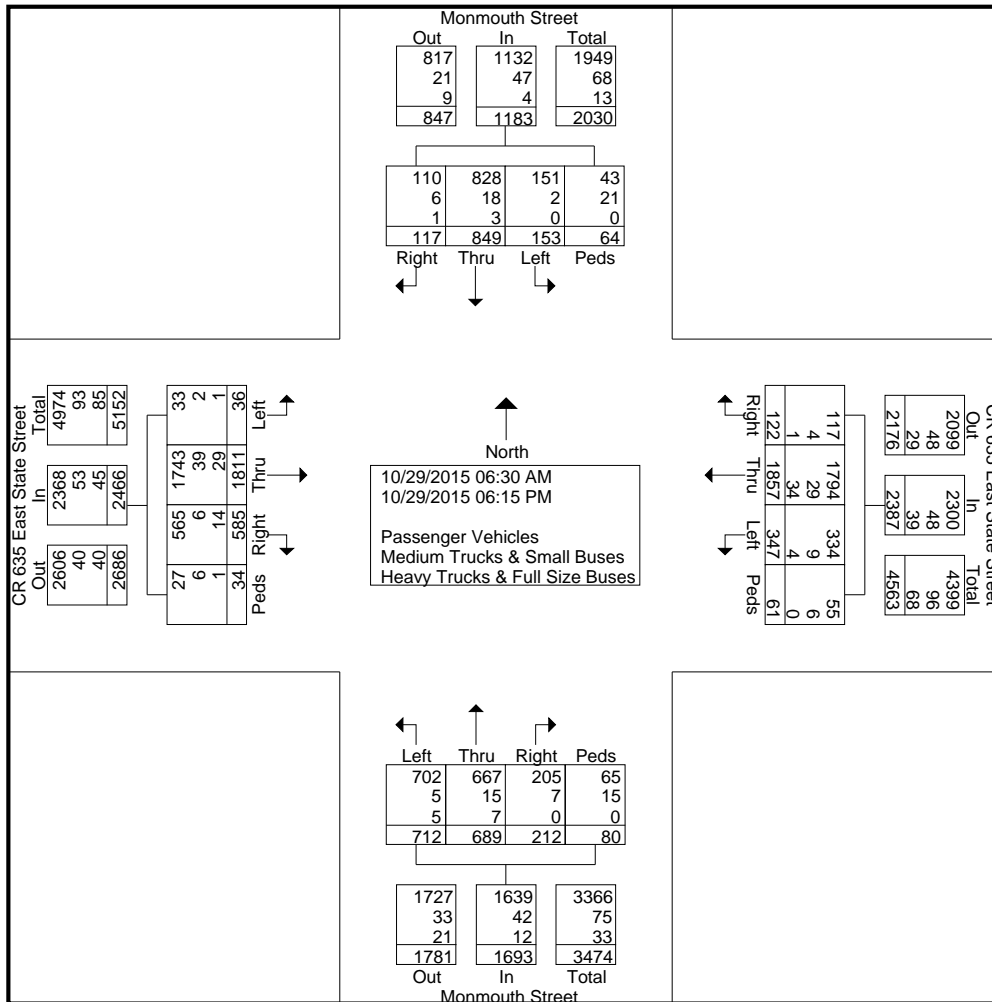 Monmouth Street
Out In Total
817 1132 1949
21 47 68
9 4 13
847 1183 2030
110 828 151 43
6 18 2 21
1 3 0 0
117 849 153 64
Right Thru Left Peds
CR 635 East State Street
Total In Out
4974 2368 2606
93 53 40
85 45 40
5152 2466 2686
33 1743 565 27
2 39 6 6
1 29 14 1
36 1811 585 34
Left Thru Right Peds
North
10/29/2015 06:30 AM
10/29/2015 06:15 PM
Passenger Vehicles
Medium Trucks & Small Buses
Heavy Trucks & Full Size Buses
Right Thru Left Peds
122 1857 347 61
1 34 4 0
4 29 9 6
117 1794 334 55
CR 635 East State Street
Out In Total
2099 2300 4399
48 48 96
29 39 68
2176 2387 4563
Left Thru Right Peds
702 667 205 65
5 15 7 15
5 7 0 0
712 689 212 80
1727 1639 3366
33 42 75
21 12 33
1781 1693 3474
Out In Total
Monmouth Street